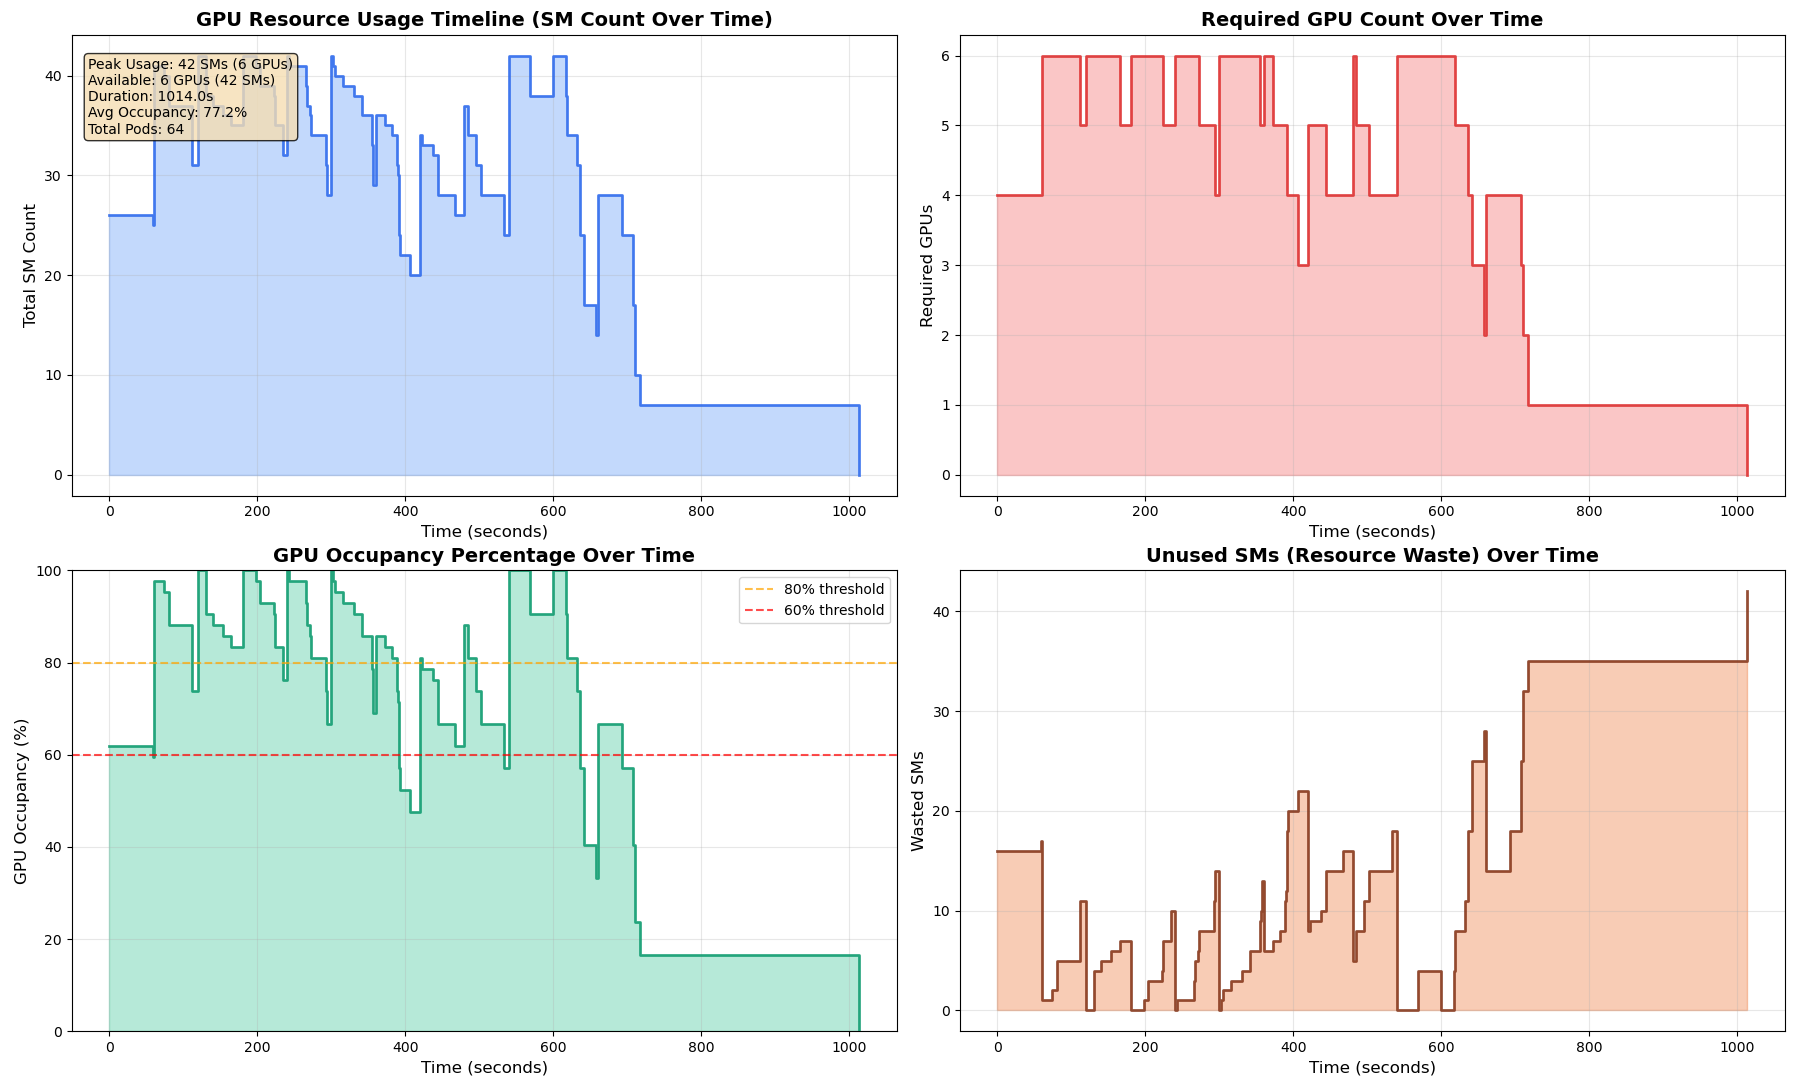 GPU Resource Usage Timeline (SM Count Over Time)
Peak Usage: 42 SMs (6 GPUs)
Available: 6 GPUs (42 SMs)
Duration: 1014.0s
Avg Occupancy: 77.2%
Total Pods: 64
Total SM Count
40
30
20
10
0
0 200 400 600 800 1000
Time (seconds)
Required GPU Count Over Time
Required GPUs
6
5
4
3
2
1
0
0 200 400 600 800 1000
Time (seconds)
GPU Occupancy Percentage Over Time
80% threshold
60% threshold
GPU Occupancy (%)
100
80
60
40
20
0
0 200 400 600 800 1000
Time (seconds)
Unused SMs (Resource Waste) Over Time
Wasted SMs
40
30
20
10
0
0 200 400 600 800 1000
Time (seconds)